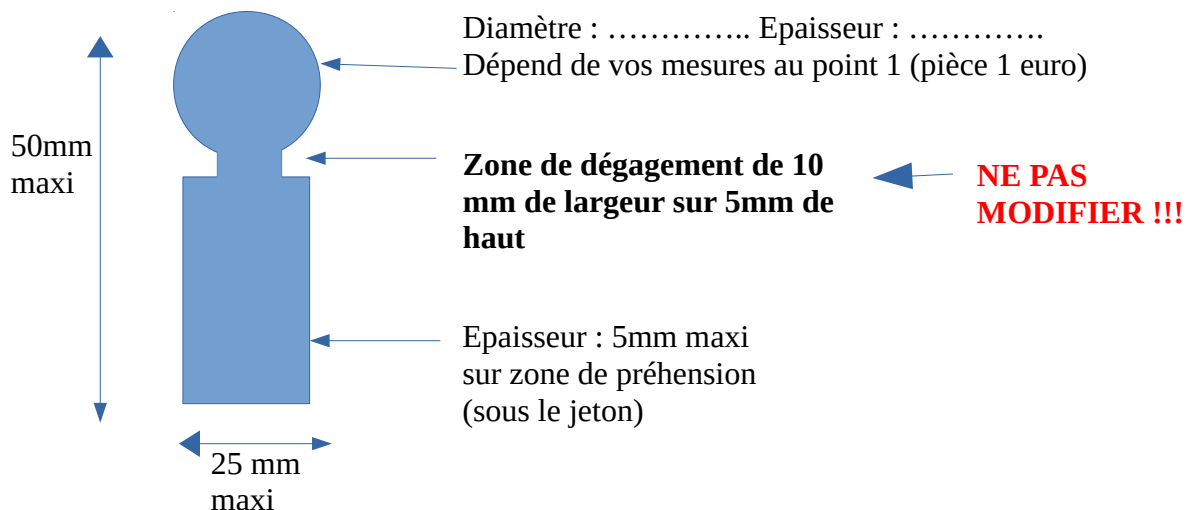 Diamètre : ………….. Epaisseur : ………….
Dépend de vos mesures au point 1 (pièce 1 euro)
50mm
maxi
Zone de dégagement de 10
mm de largeur sur 5mm de
haut
NE PAS
MODIFIER !!!
Epaisseur : 5mm maxi
sur zone de préhension
(sous le jeton)
25 mm
maxi